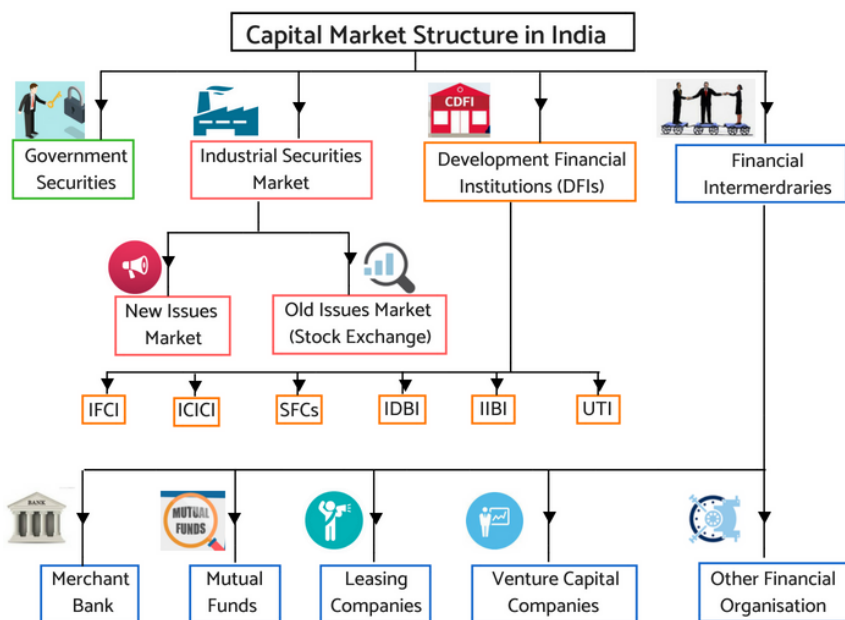 Capital Market Structure in India
CDFI
Government
Securities
Industrial Securities
Market
Development Financial
Institutions (DFIs)
Financial
Intermerdraries
New Issues
Market
Old Issues Market
(Stock Exchange)
IFCI
ICICI
SFCs
IDBI
IIBI
UTI
BANK
MUTUAL
FUNDS
Merchant
Bank
Mutual
Funds
Leasing
Companies
Venture Capital
Companies
Other Financial
Organisation